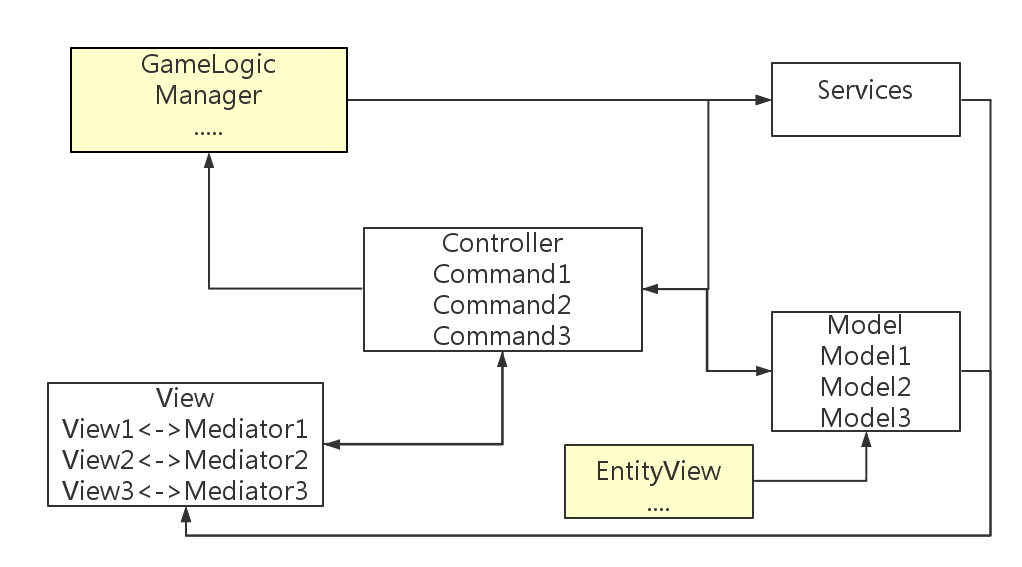 GameLogic
Manager
.....
Services
Controller
Command1
Command2
Command3
Model
Model1
Model2
Model3
View
View1<->Mediator1
View2<->Mediator2
View3<->Mediator3
EntityView
....